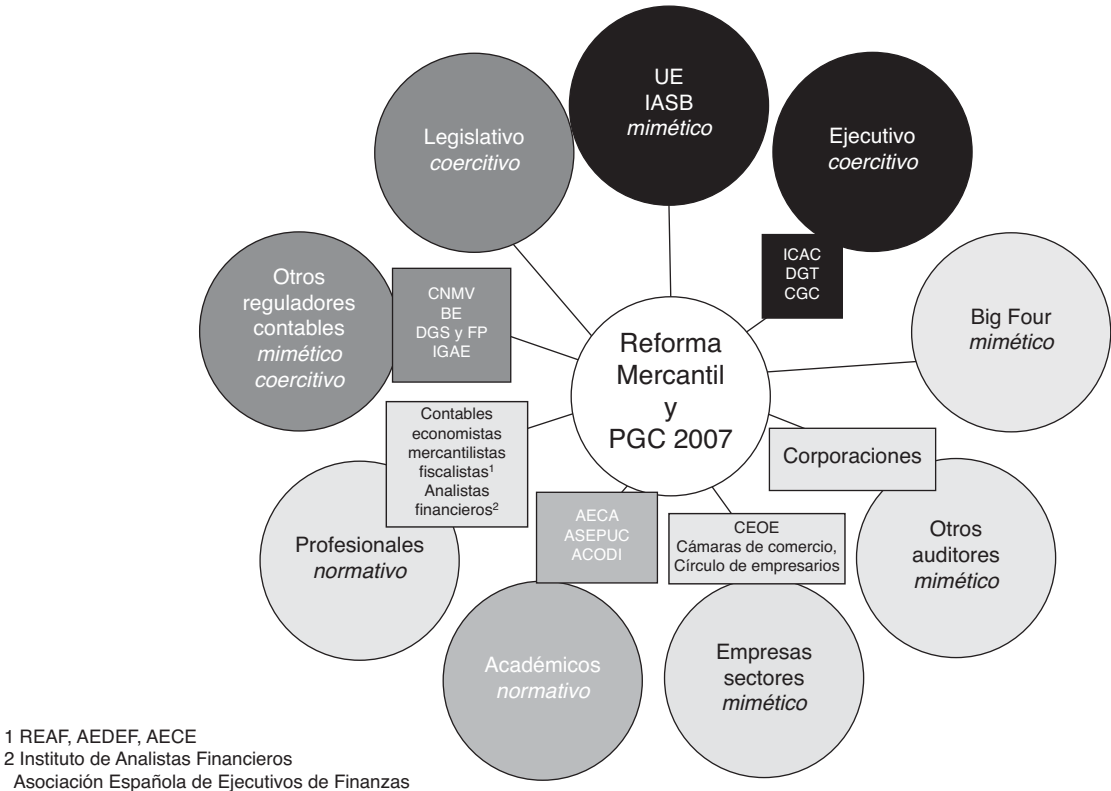 UE
IASB
mimético
Legislativo
coercitivo
Ejecutivo
coercitivo
ICAC
DGT
CGC
Otros
reguladores
contables
mimético
coercitivo
CNMV
BE
DGS y FP
IGAE
Big Four
mimético
Reforma
Mercantil
y
PGC 2007
Contables
economistas
mercantilistas
fiscalistas¹
Analistas
financieros²
Corporaciones
Profesionales
normativo
AECA
ASEPUC
ACODI
CEOE
Cámaras de comercio,
Círculo de empresarios
Otros
auditores
mimético
Académicos
normativo
Empresas
sectores
mimético
1 REAF, AEDEF, AECE
2 Instituto de Analistas Financieros
Asociación Española de Ejecutivos de Finanzas